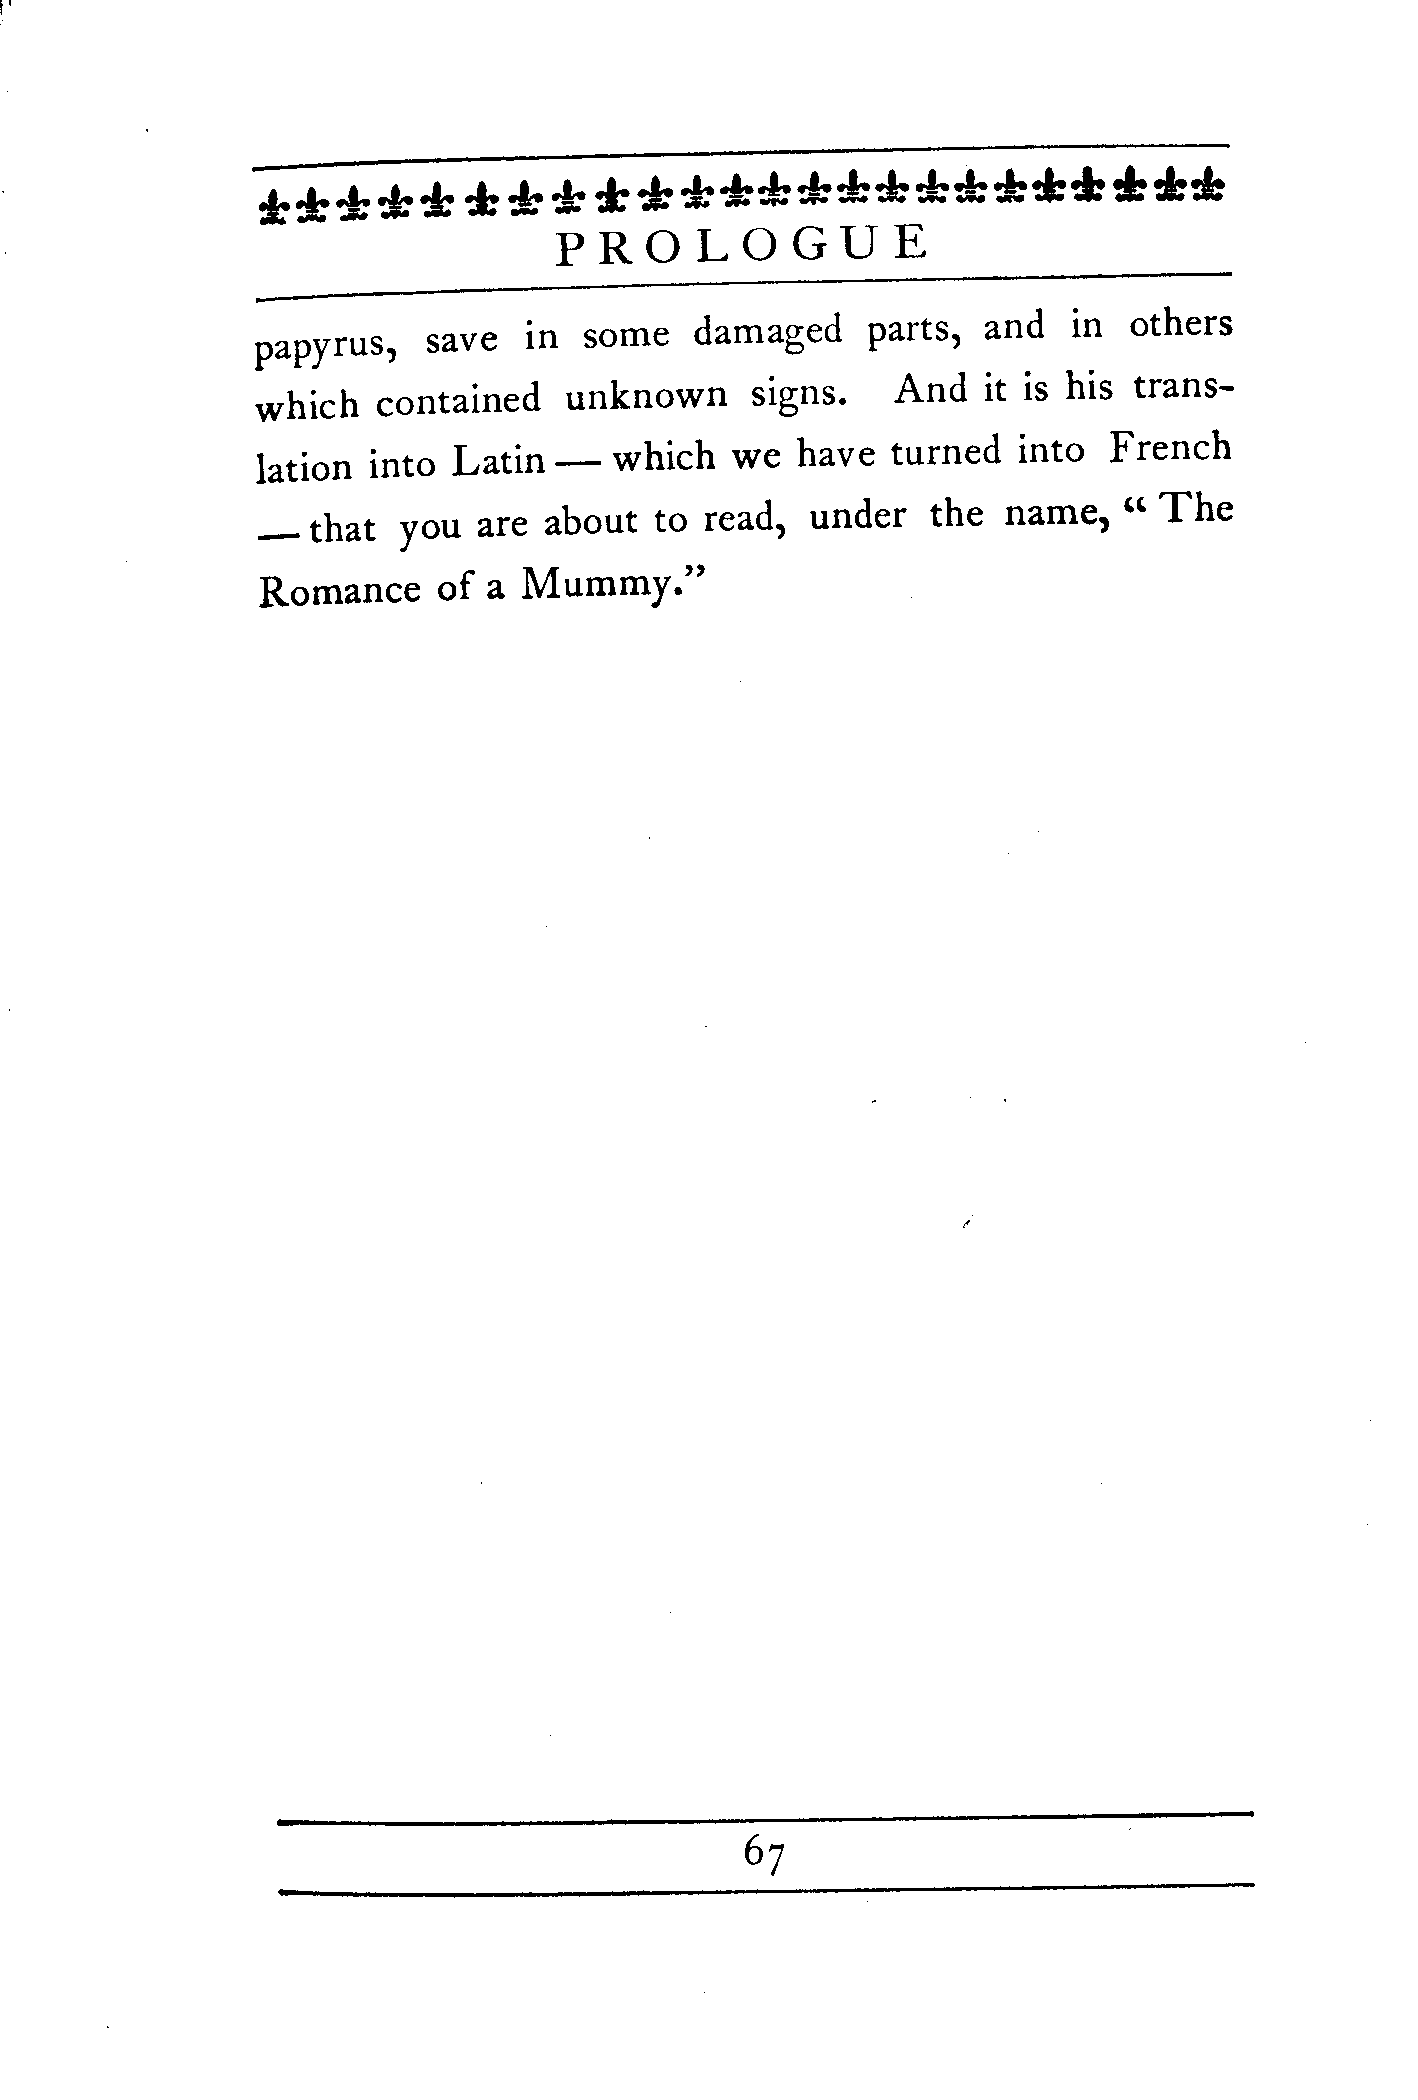 PROLOGUE
papyrus, save in some damaged parts, and in others
which contained unknown signs. And it is his trans-
lation into Latin — which we have turned into French
— that you are about to read, under the name, “The
Romance of a Mummy.”
67